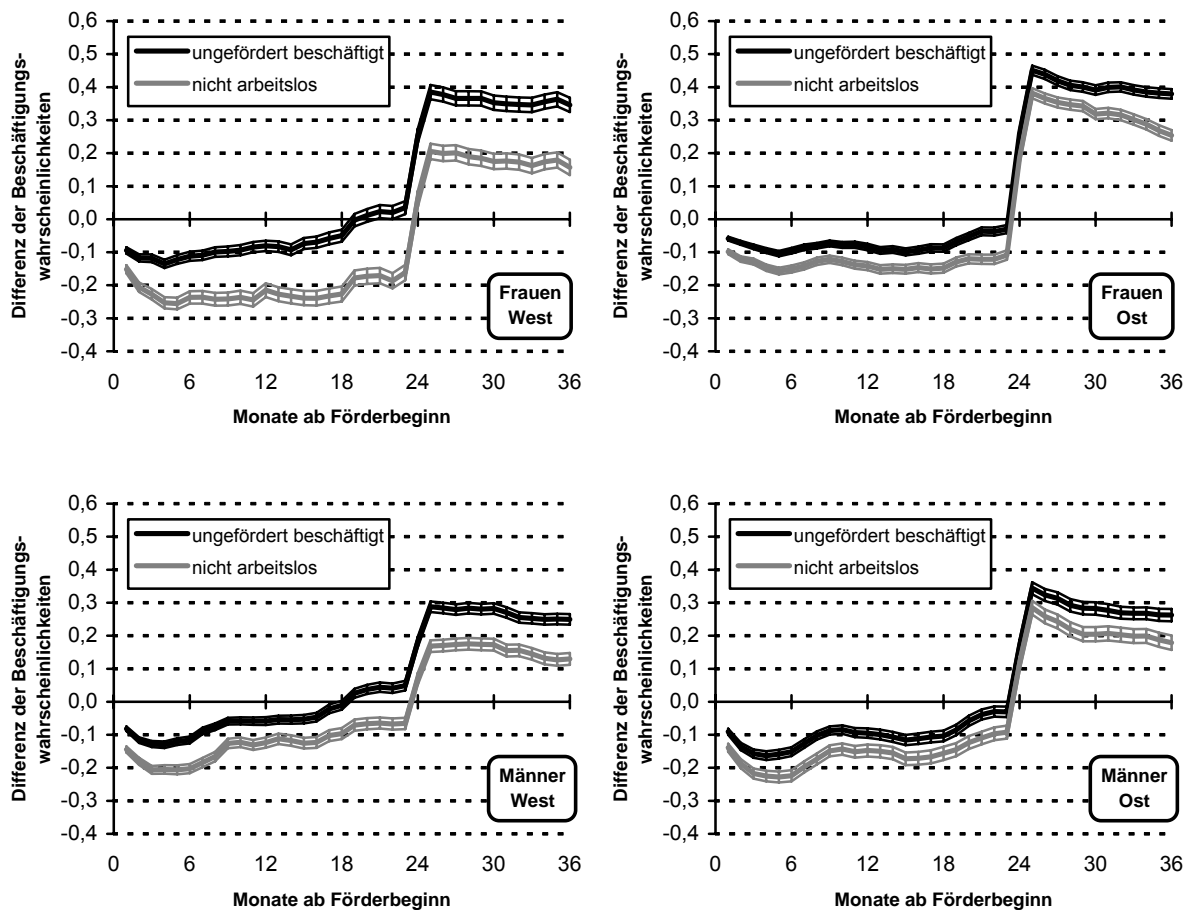 0,6
0,5
0,4
0,3
0,2
0,1
0,0
-0,1
-0,2
-0,3
-0,4
Differenz der Beschäftigungs-
wahrscheinlichkeiten
ungefördert beschäftigt
nicht arbeitslos
Frauen
West
0 6 12 18 24 30 36
Monate ab Förderbeginn
0,6
0,5
0,4
0,3
0,2
0,1
0,0
-0,1
-0,2
-0,3
-0,4
Differenz der Beschäftigungs-
wahrscheinlichkeiten
ungefördert beschäftigt
nicht arbeitslos
Frauen
Ost
0 6 12 18 24 30 36
Monate ab Förderbeginn
0,6
0,5
0,4
0,3
0,2
0,1
0,0
-0,1
-0,2
-0,3
-0,4
Differenz der Beschäftigungs-
wahrscheinlichkeiten
ungefördert beschäftigt
nicht arbeitslos
Männer
West
0 6 12 18 24 30 36
Monate ab Förderbeginn
0,6
0,5
0,4
0,3
0,2
0,1
0,0
-0,1
-0,2
-0,3
-0,4
Differenz der Beschäftigungs-
wahrscheinlichkeiten
ungefördert beschäftigt
nicht arbeitslos
Männer
Ost
0 6 12 18 24 30 36
Monate ab Förderbeginn